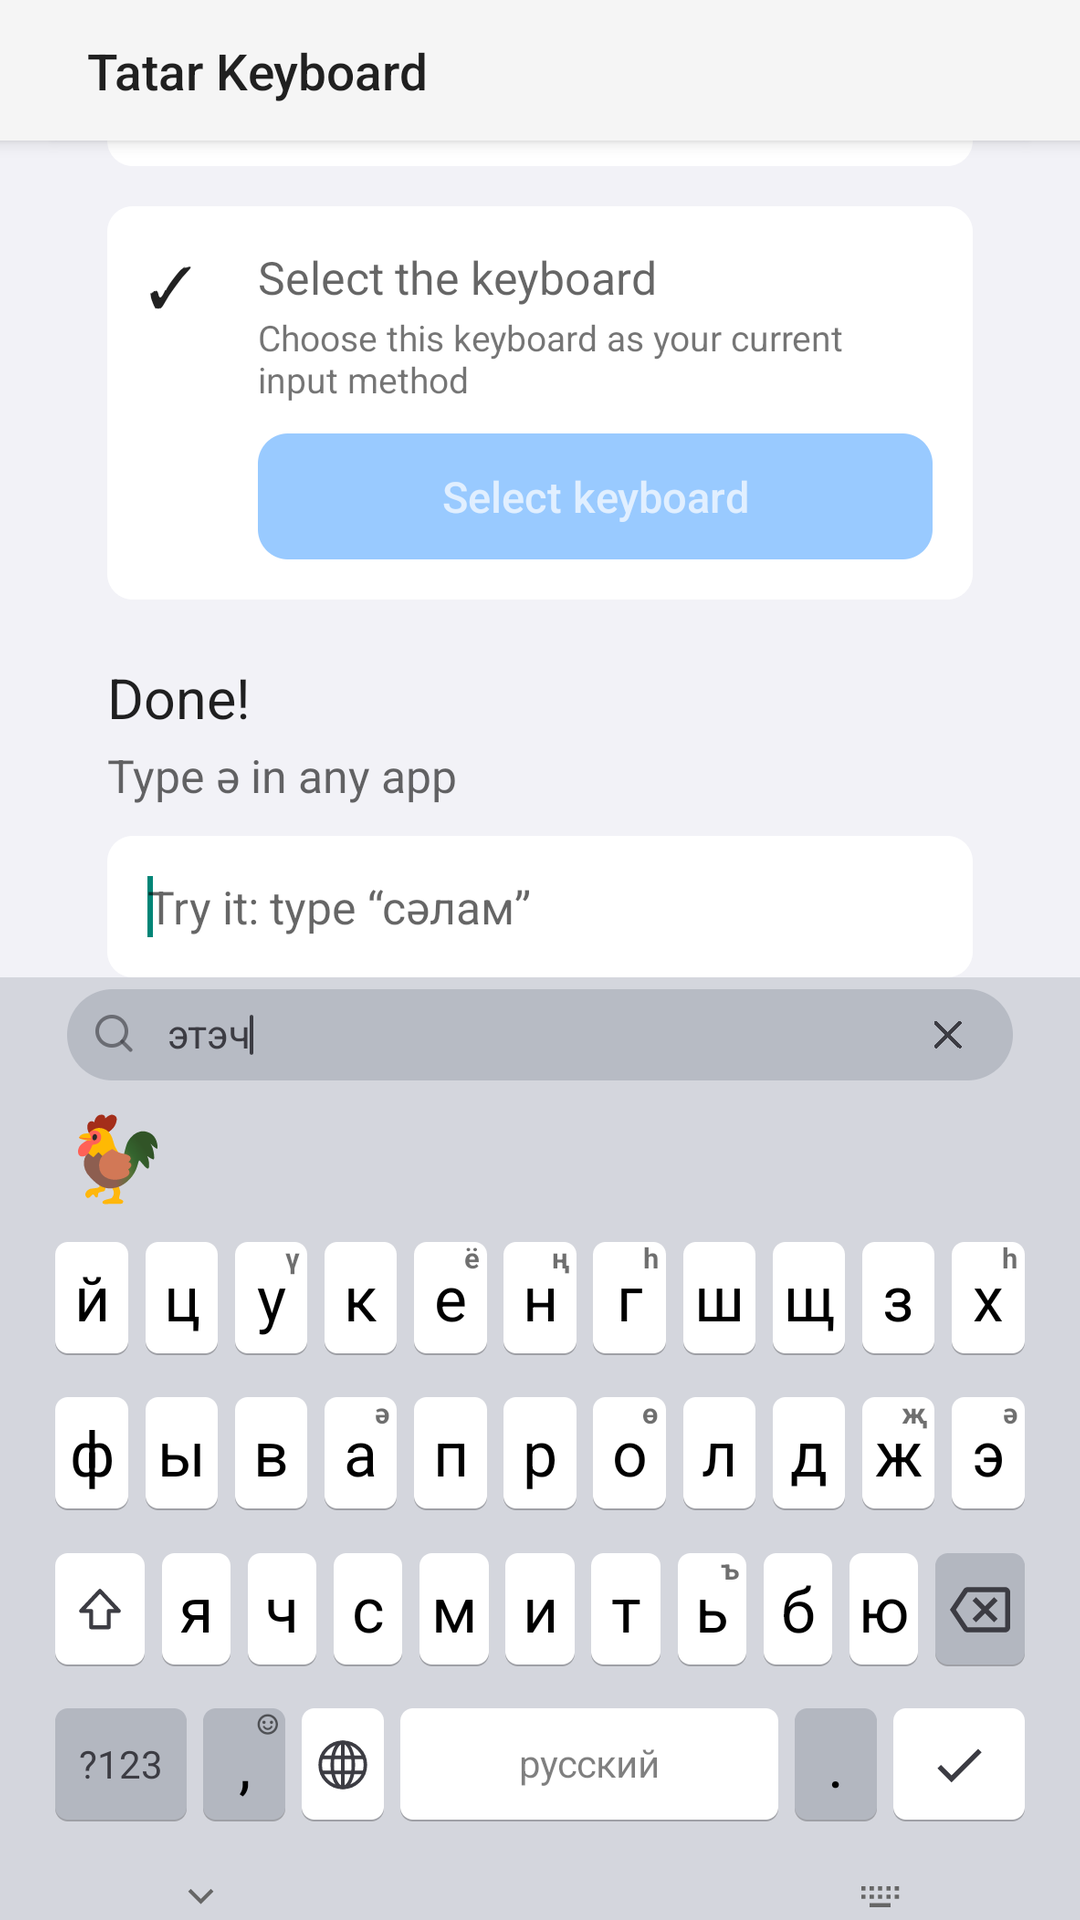 Tatar Keyboard
✓ Select the keyboard
Choose this keyboard as your current
input method
Select keyboard
Done!
Type ә in any app
Try it: type “сәлам”
этэч
й ц у ү к е ё н ң г һ ш щ з х һ
ф ы в а ә п р о ө л д ж җ э ә
я ч с м и т ь ъ б ю
?123 , русский .